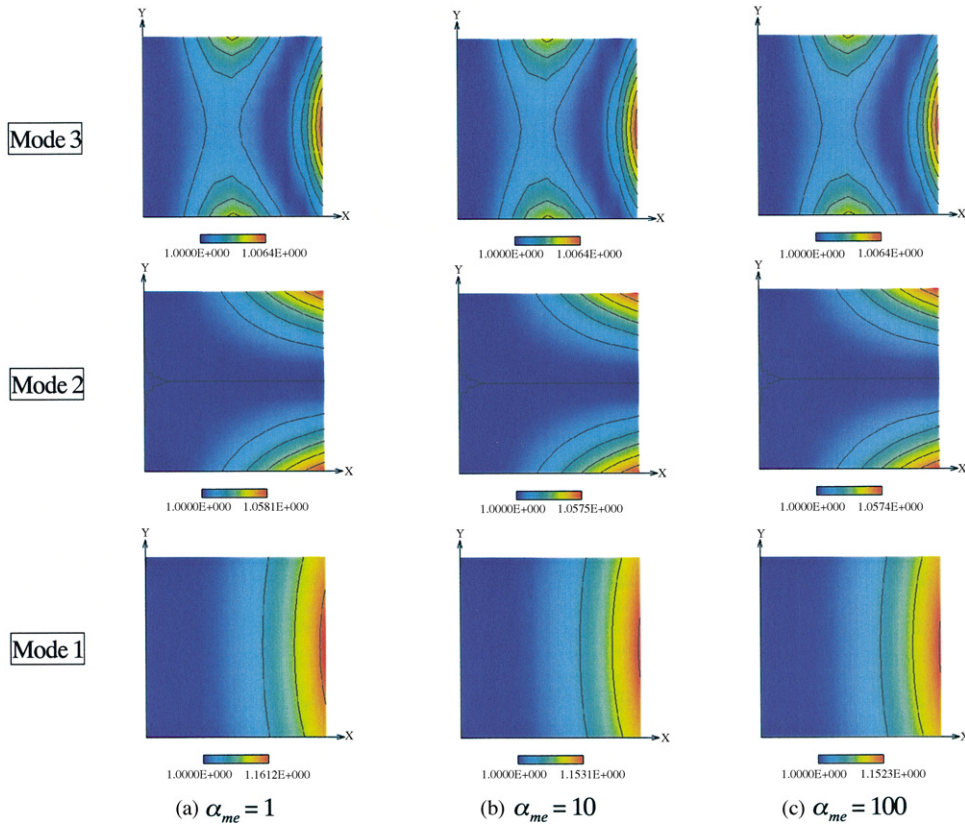 Y Y Y
Mode 3
X X X
1.0000E+000 1.0064E+000 1.0000E+000 1.0064E+000 1.0000E+000 1.0064E+000
Y Y Y
Mode 2
X X X
1.0000E+000 1.0581E+000 1.0000E+000 1.0575E+000 1.0000E+000 1.0574E+000
Y Y Y
Mode 1
X X X
1.0000E+000 1.1612E+000 1.0000E+000 1.1531E+000 1.0000E+000 1.1523E+000
(a) α_me = 1 (b) α_me = 10 (c) α_me = 100